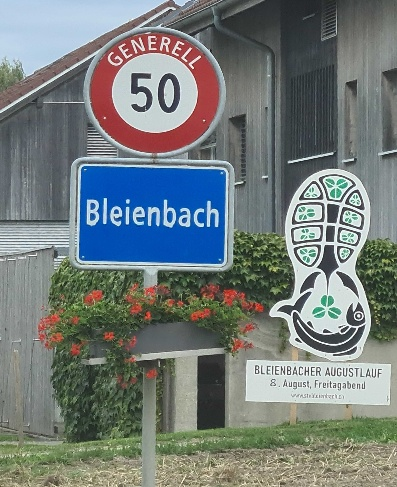 GENERELL
50
Bleienbach
BLEIENBACHER AUGUSTLAUF
8. August, Freitagabend